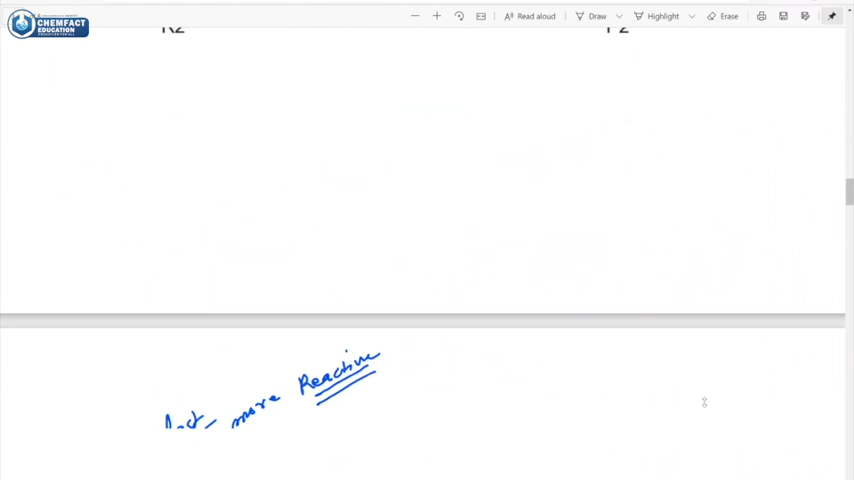 CHEMFACT
EDUCATION
Read aloud
Draw
Highlight
Erase
more Reactive